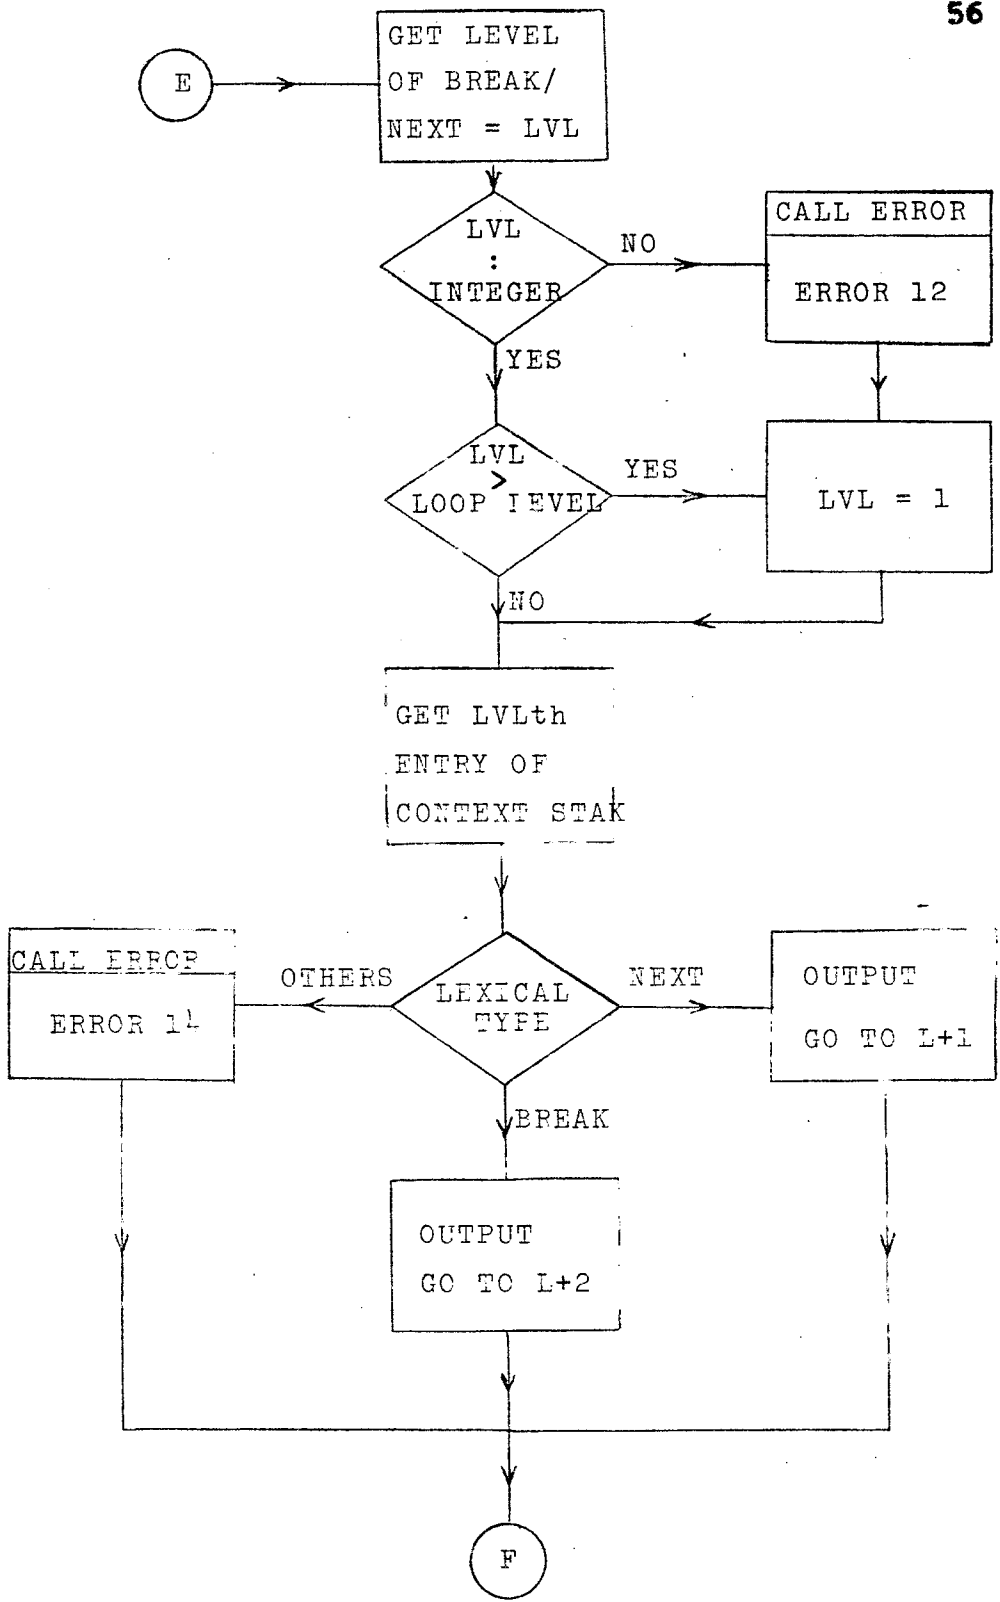 56
E
GET LEVEL
OF BREAK/
NEXT = LVL
LVL
:
INTEGER
NO
CALL ERROR
ERROR 12
YES
LVL
>
LOOP LEVEL
YES
LVL = 1
NO
GET LVLth
ENTRY OF
CONTEXT STAK
CALL ERROR
ERROR 14
OTHERS
LEXICAL
TYPE
NEXT
OUTPUT
GO TO L+1
BREAK
OUTPUT
GO TO L+2
F